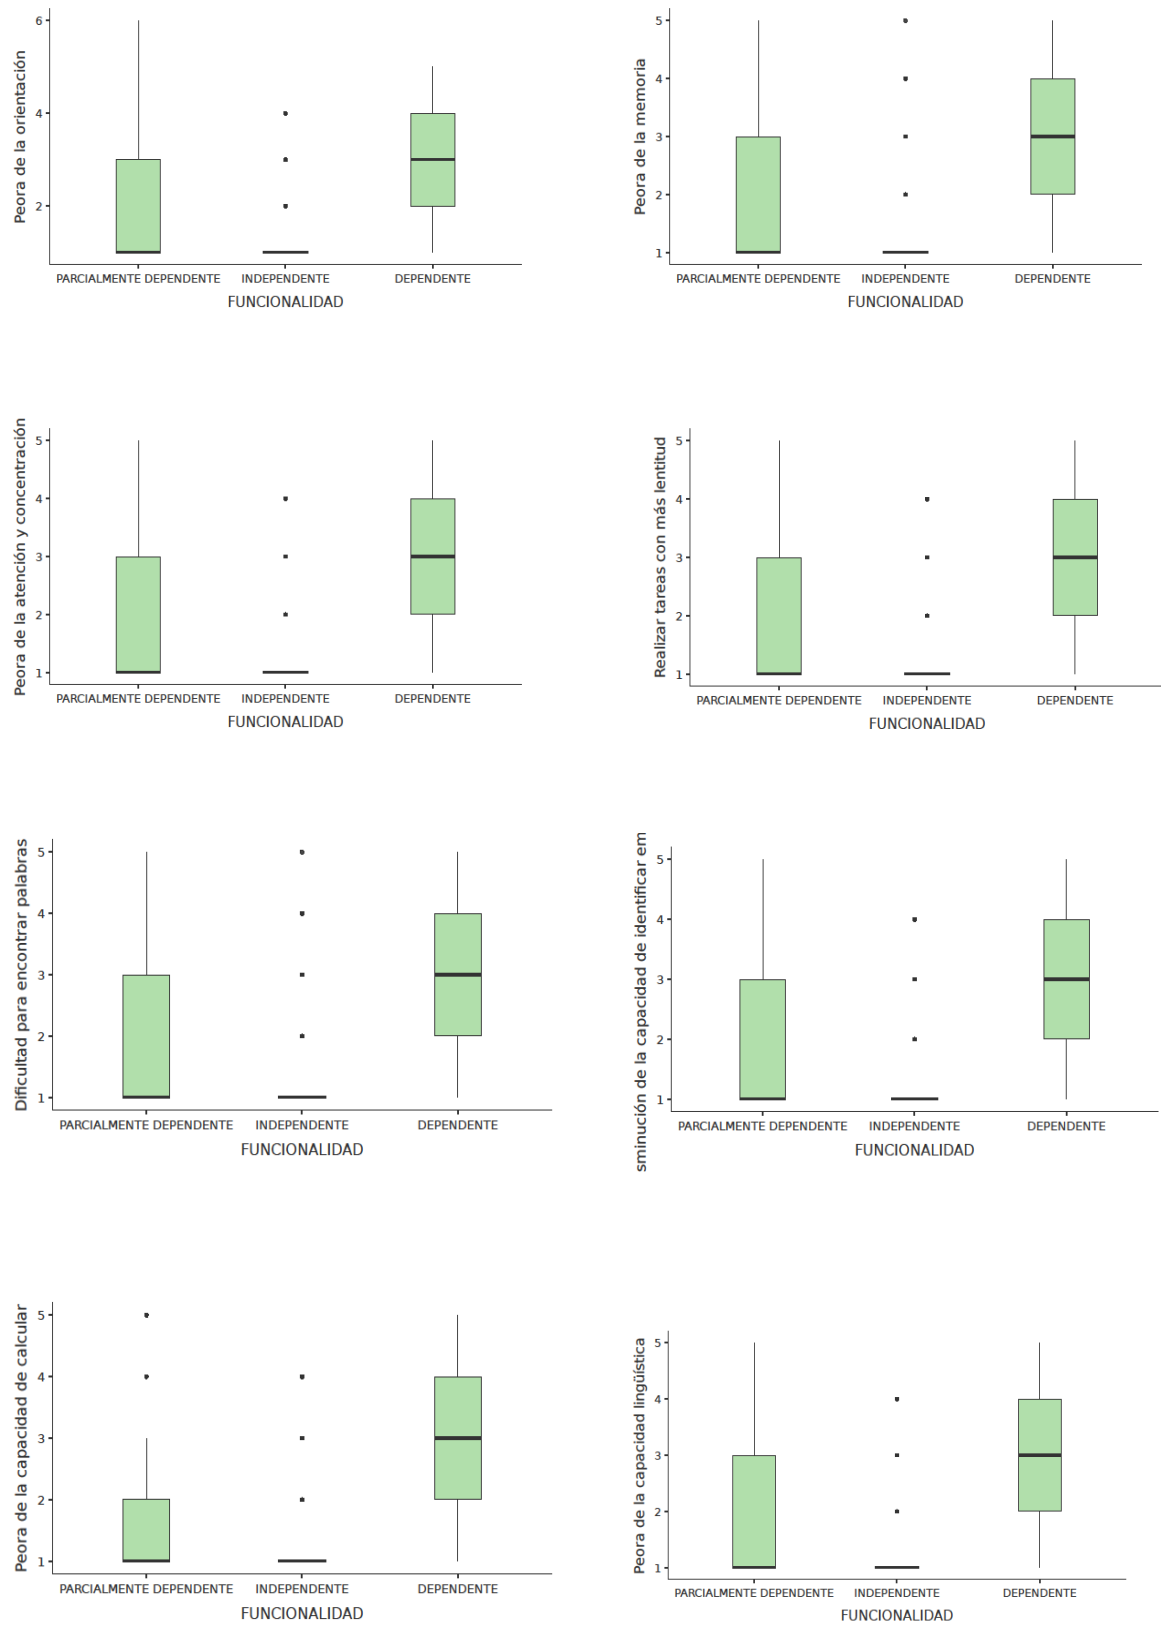 Peora de la orientación
6
4
2
PARCIALMENTE DEPENDENTE INDEPENDENTE DEPENDENTE
FUNCIONALIDAD
Peora de la memoria
5
4
3
2
1
PARCIALMENTE DEPENDENTE INDEPENDENTE DEPENDENTE
FUNCIONALIDAD
Peora de la atención y concentración
5
4
3
2
1
PARCIALMENTE DEPENDENTE INDEPENDENTE DEPENDENTE
FUNCIONALIDAD
Realizar tareas con más lentitud
5
4
3
2
1
PARCIALMENTE DEPENDENTE INDEPENDENTE DEPENDENTE
FUNCIONALIDAD
Dificultad para encontrar palabras
5
4
3
2
1
PARCIALMENTE DEPENDENTE INDEPENDENTE DEPENDENTE
FUNCIONALIDAD
sminución de la capacidad de identificar em
5
4
3
2
1
PARCIALMENTE DEPENDENTE INDEPENDENTE DEPENDENTE
FUNCIONALIDAD
Peora de la capacidad de calcular
5
4
3
2
1
PARCIALMENTE DEPENDENTE INDEPENDENTE DEPENDENTE
FUNCIONALIDAD
Peora de la capacidad lingüística
5
4
3
2
1
PARCIALMENTE DEPENDENTE INDEPENDENTE DEPENDENTE
FUNCIONALIDAD